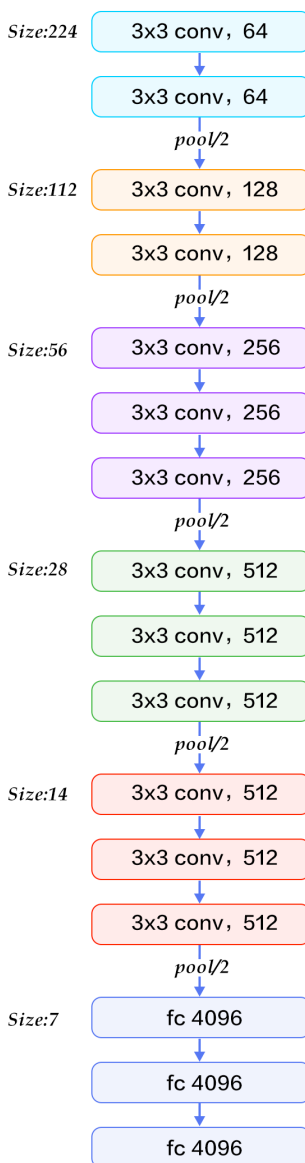 Size:224 3x3 conv, 64
3x3 conv, 64
pool/2
Size:112 3x3 conv, 128
3x3 conv, 128
pool/2
Size:56 3x3 conv, 256
3x3 conv, 256
3x3 conv, 256
pool/2
Size:28 3x3 conv, 512
3x3 conv, 512
3x3 conv, 512
pool/2
Size:14 3x3 conv, 512
3x3 conv, 512
3x3 conv, 512
pool/2
Size:7 fc 4096
fc 4096
fc 4096